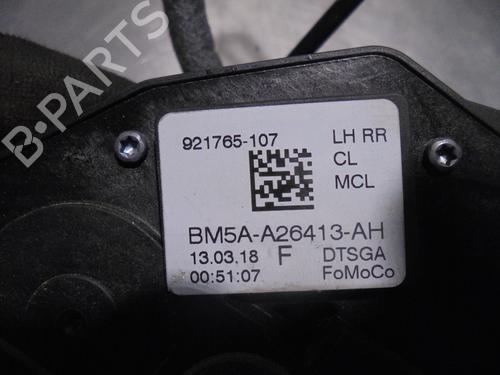 B-PARTS
921765-107 LH RR
CL
MCL
BM5A-A26413-AH
13.03.18 F DTSGA
00:51:07 FoMoCo